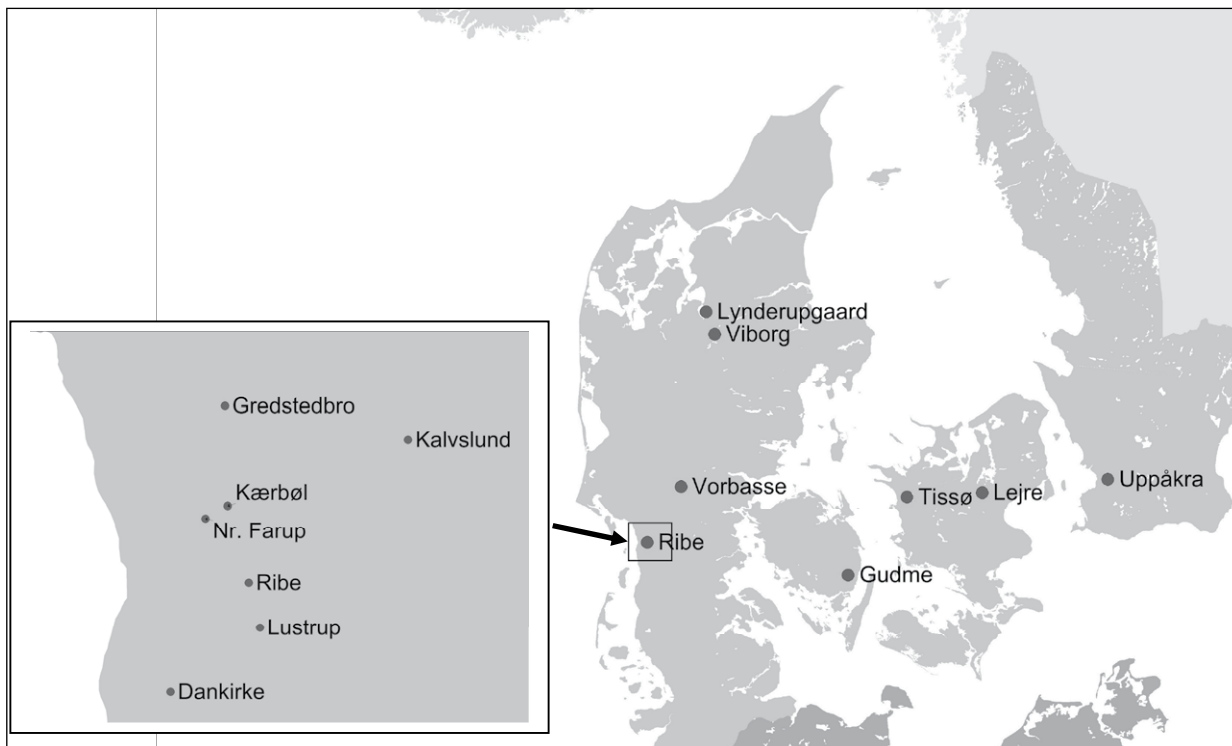 Lynderupgaard
Viborg
Gredstedbro
Kalvslund
Kærbøl
Nr. Farup
Ribe
Lustrup
Dankirke
Vorbasse
Ribe
Gudme
Tissø
Lejre
Uppåkra